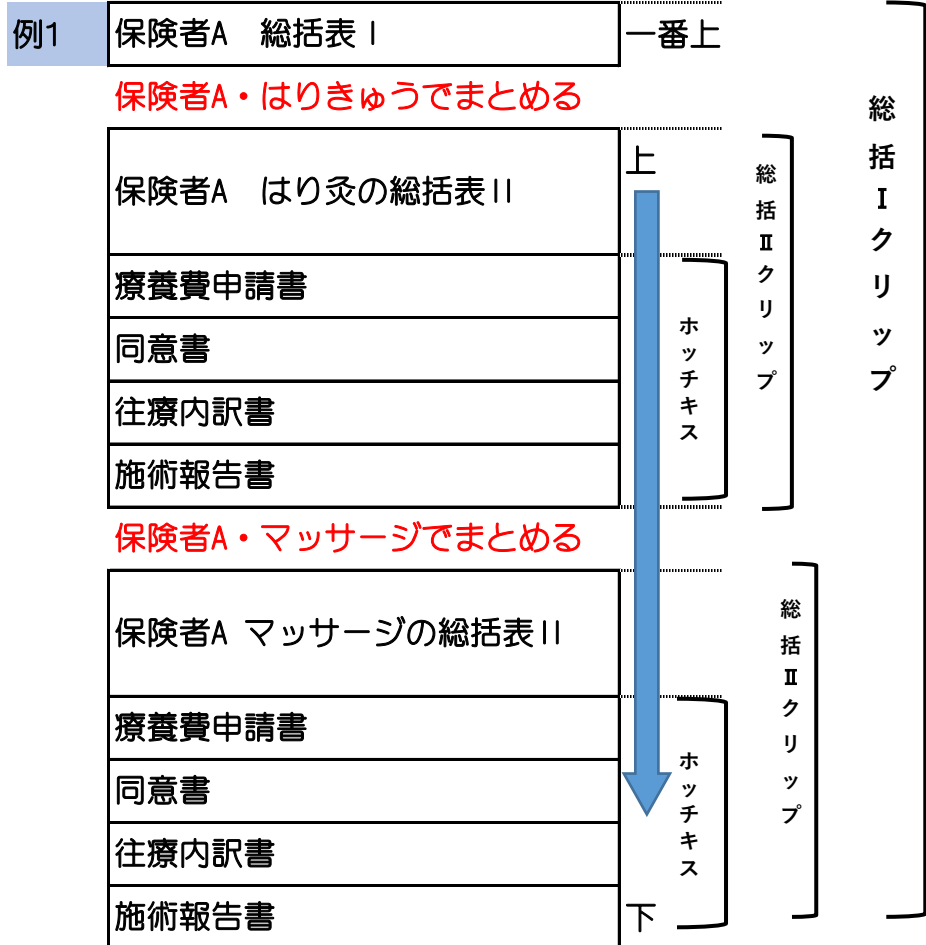 例1
保険者A 総括表Ⅰ
一番上
保険者A・はりきゅうでまとめる
保険者A はり灸の総括表Ⅱ
上
療養費申請書
同意書
往療内訳書
施術報告書
ホッチキス
総括Ⅱクリップ
総括Ⅰクリップ
保険者A・マッサージでまとめる
保険者A マッサージの総括表Ⅱ
療養費申請書
同意書
往療内訳書
施術報告書
下
ホッチキス
総括Ⅱクリップ